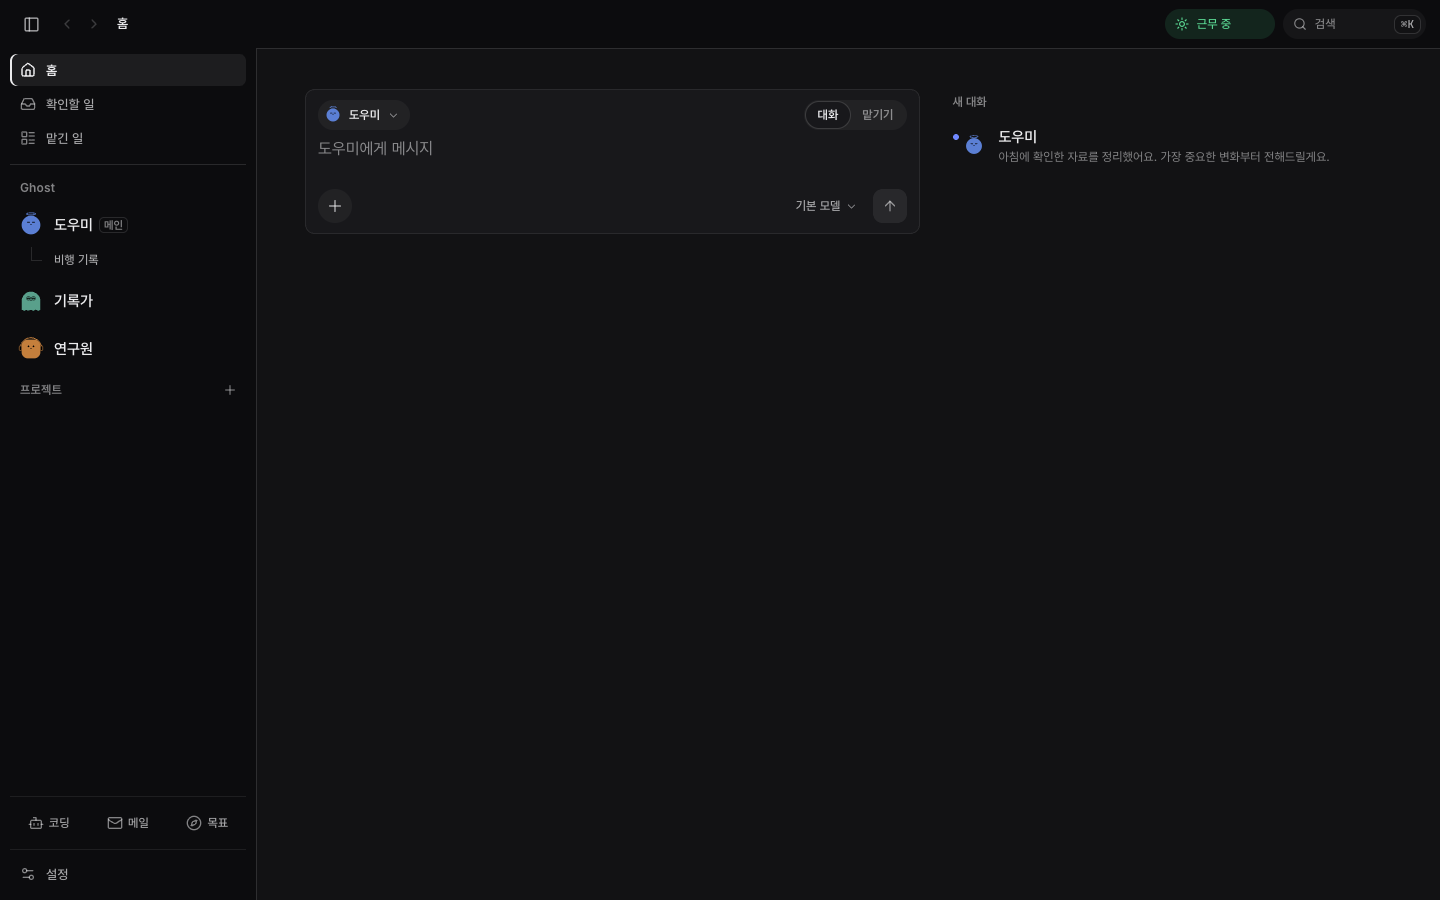 홈
근무 중
검색
⌘K
홈
확인할 일
맡긴 일
Ghost
도우미 메인
비행 기록
기록가
연구원
프로젝트
코딩
메일
목표
설정
도우미
대화
맡기기
도우미에게 메시지
기본 모델
새 대화
도우미
아침에 확인한 자료를 정리했어요. 가장 중요한 변화부터 전해드릴게요.